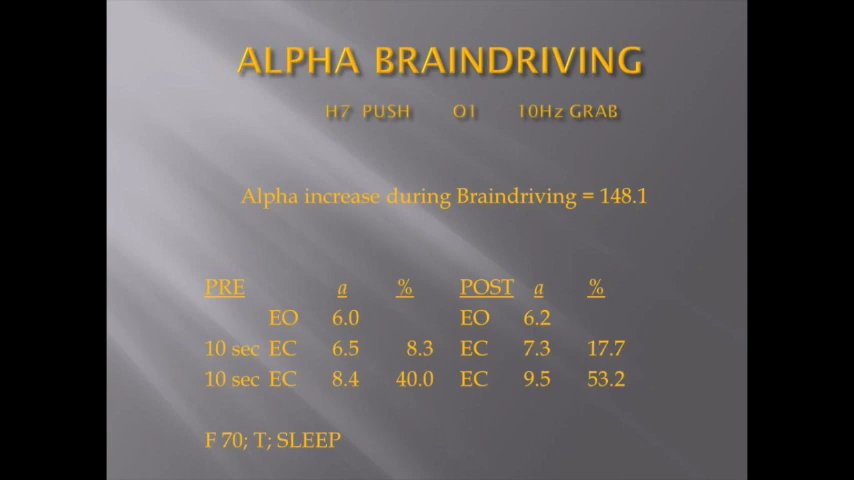 ALPHA BRAINDRIVING
H7 PUSH O1 10Hz GRAB
Alpha increase during Braindriving = 148.1
PRE a % POST a %
EO 6.0 EO 6.2
10 sec EC 6.5 8.3 EC 7.3 17.7
10 sec EC 8.4 40.0 EC 9.5 53.2
F 70; T; SLEEP